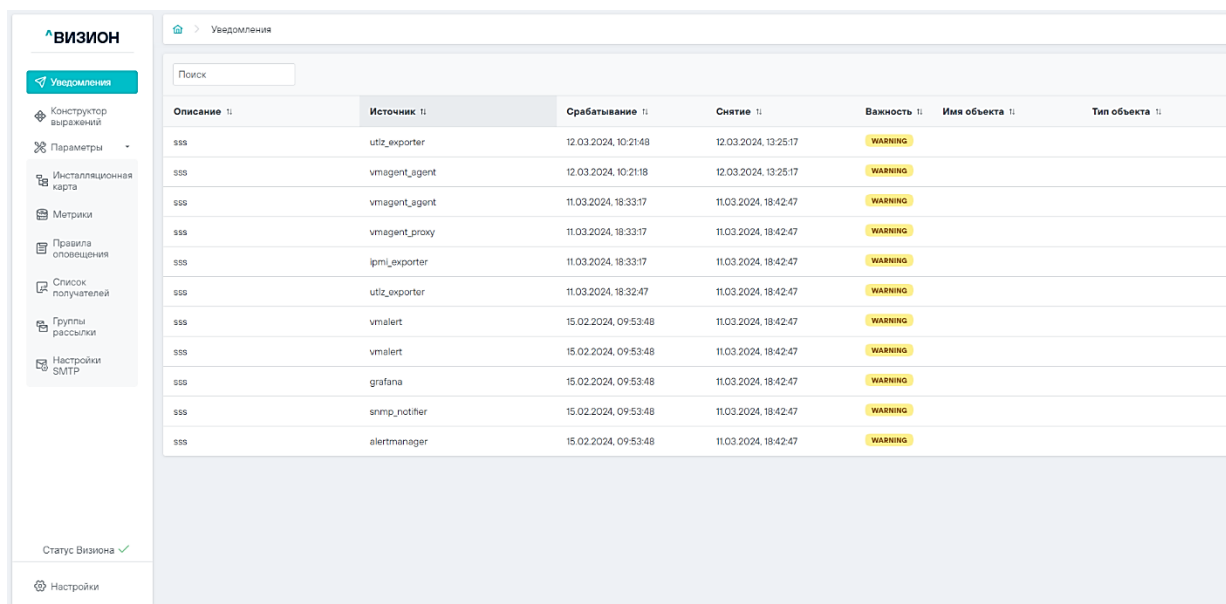 ^ВИЗИОН
Уведомления
Уведомления
Конструктор
выражений
Параметры
Инсталляционная
карта
Метрики
Правила
оповещения
Список
получателей
Группы
рассылки
Настройки
SMTP
Статус Визиона
Настройки
Поиск
Описание Источник Срабатывание Снятие Важность Имя объекта Тип объекта
sss utlz_exporter 12.03.2024, 10:21:48 12.03.2024, 13:25:17 WARNING
sss vmagent_agent 12.03.2024, 10:21:18 12.03.2024, 13:25:17 WARNING
sss vmagent_agent 11.03.2024, 18:33:17 11.03.2024, 18:42:47 WARNING
sss vmagent_proxy 11.03.2024, 18:33:17 11.03.2024, 18:42:47 WARNING
sss ipmi_exporter 11.03.2024, 18:33:17 11.03.2024, 18:42:47 WARNING
sss utlz_exporter 11.03.2024, 18:32:47 11.03.2024, 18:42:47 WARNING
sss vmalert 15.02.2024, 09:53:48 11.03.2024, 18:42:47 WARNING
sss vmalert 15.02.2024, 09:53:48 11.03.2024, 18:42:47 WARNING
sss grafana 15.02.2024, 09:53:48 11.03.2024, 18:42:47 WARNING
sss snmp_notifier 15.02.2024, 09:53:48 11.03.2024, 18:42:47 WARNING
sss alertmanager 15.02.2024, 09:53:48 11.03.2024, 18:42:47 WARNING